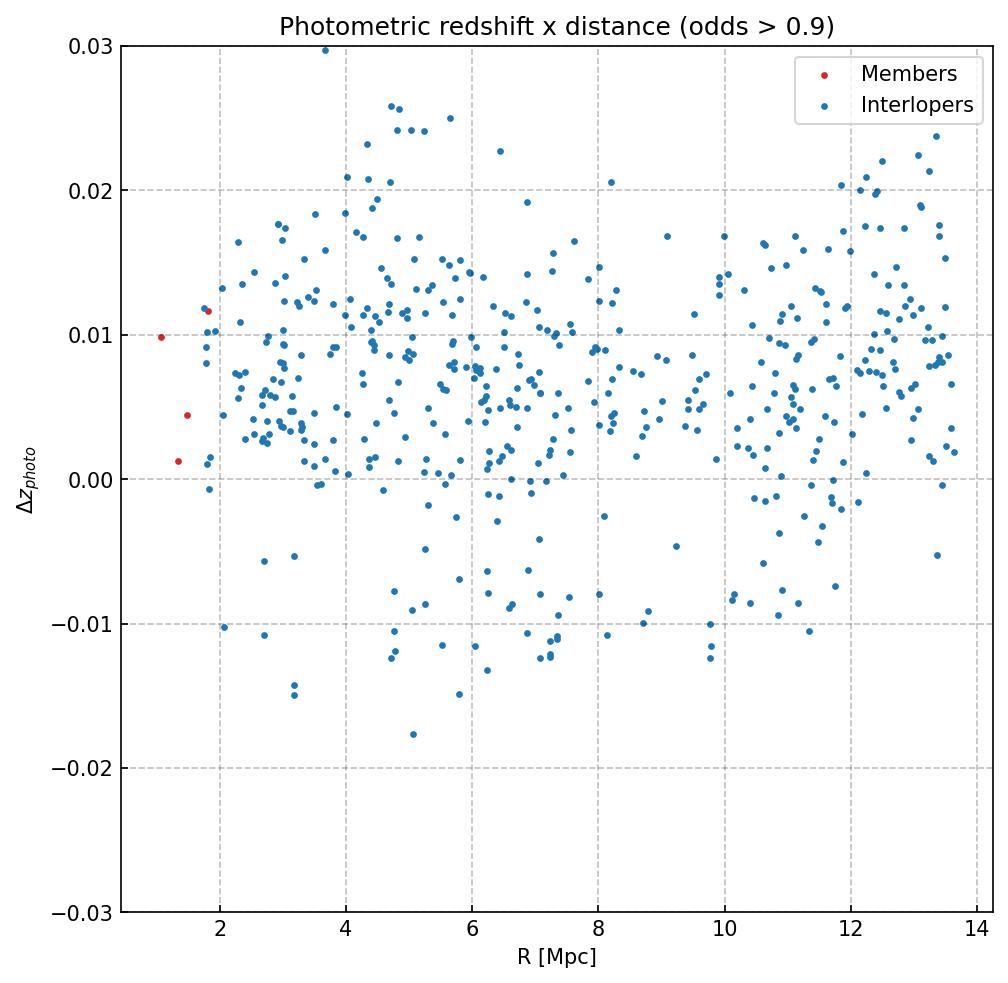 Photometric redshift x distance (odds > 0.9)
Members
Interlopers
0.03
0.02
0.01
0.00
−0.01
−0.02
−0.03
Δz_photo
2 4 6 8 10 12 14
R [Mpc]